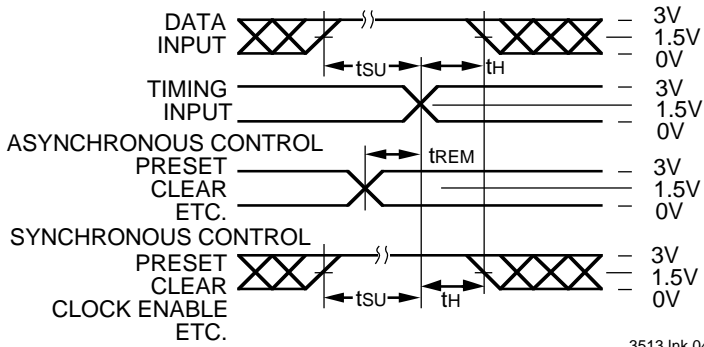 DATA INPUT
3V
1.5V
0V
tSU
tH
TIMING INPUT
3V
1.5V
0V
ASYNCHRONOUS CONTROL
tREM
PRESET
CLEAR
ETC.
3V
1.5V
0V
SYNCHRONOUS CONTROL
PRESET
CLEAR
CLOCK ENABLE
ETC.
3V
1.5V
0V
tSU
tH